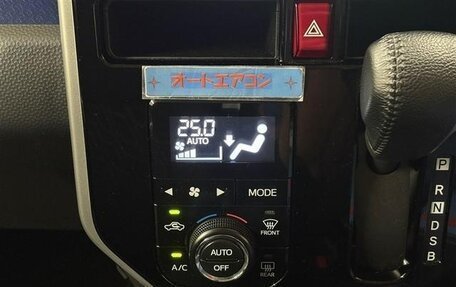 オートエアコン
25.0
AUTO
MODE
FRONT
A/C
AUTO
OFF
REAR
P
R
N
D
S
B